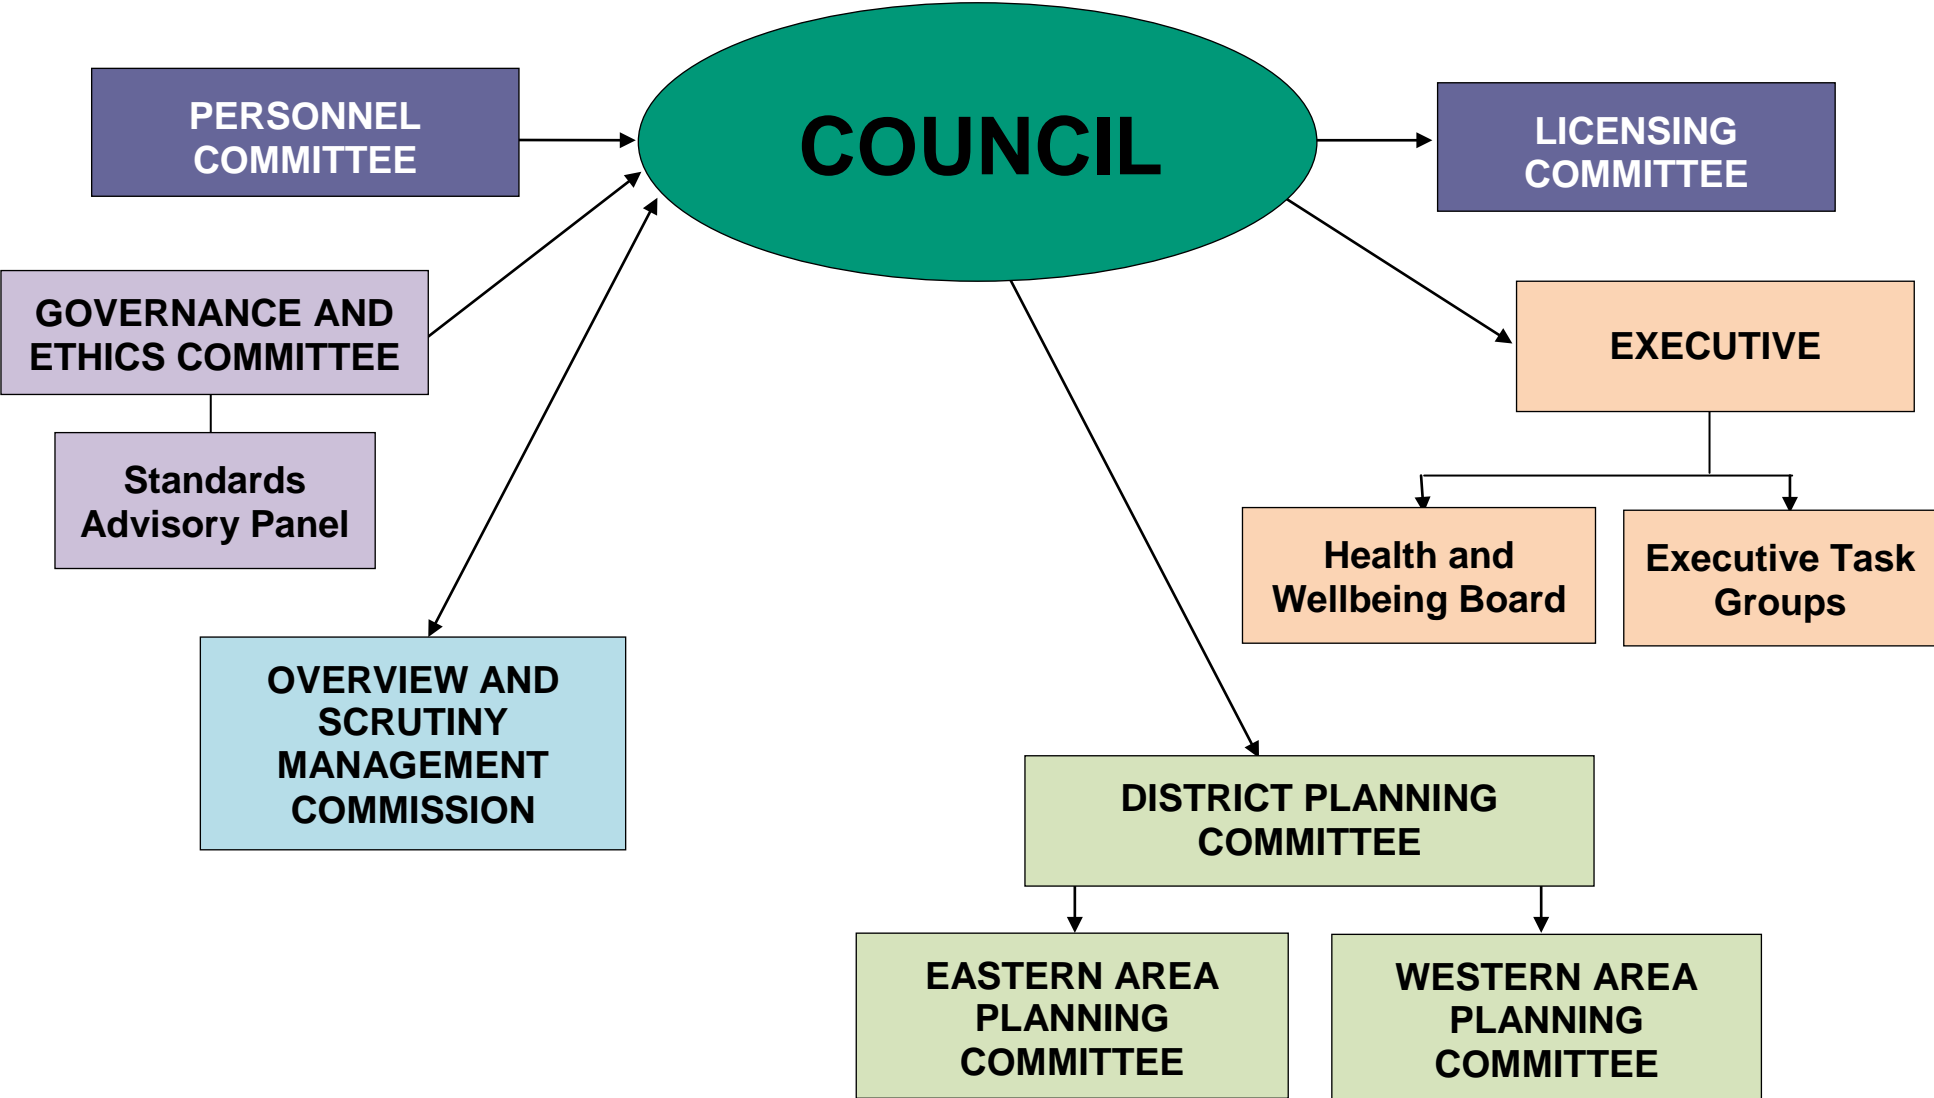 COUNCIL
PERSONNEL
COMMITTEE
LICENSING
COMMITTEE
GOVERNANCE AND
ETHICS COMMITTEE
EXECUTIVE
Standards
Advisory Panel
Health and
Wellbeing Board
Executive Task
Groups
OVERVIEW AND
SCRUTINY
MANAGEMENT
COMMISSION
DISTRICT PLANNING
COMMITTEE
EASTERN AREA
PLANNING
COMMITTEE
WESTERN AREA
PLANNING
COMMITTEE